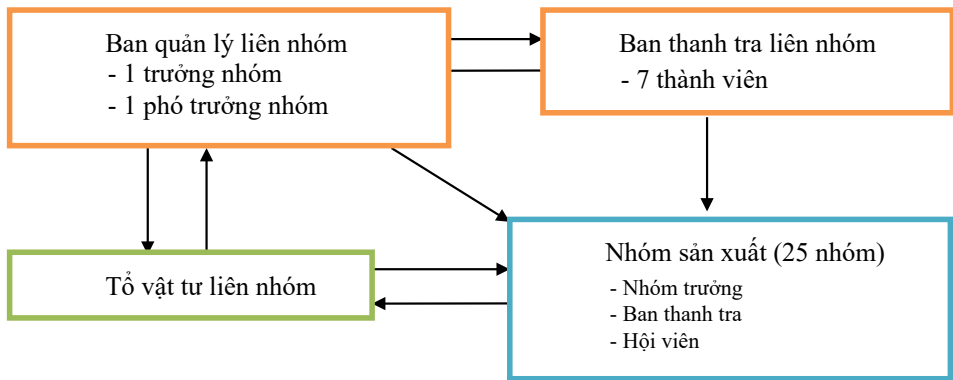 Ban quản lý liên nhóm
- 1 trưởng nhóm
- 1 phó trưởng nhóm
Ban thanh tra liên nhóm
- 7 thành viên
Tổ vật tư liên nhóm
Nhóm sản xuất (25 nhóm)
- Nhóm trưởng
- Ban thanh tra
- Hội viên